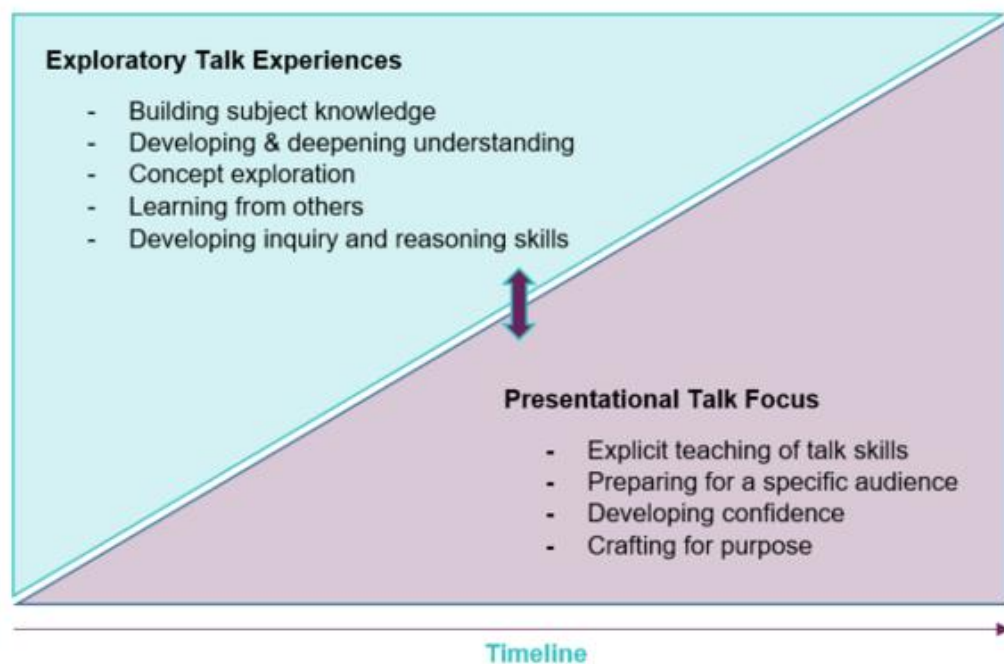 Exploratory Talk Experiences
- Building subject knowledge
- Developing & deepening understanding
- Concept exploration
- Learning from others
- Developing inquiry and reasoning skills
Presentational Talk Focus
- Explicit teaching of talk skills
- Preparing for a specific audience
- Developing confidence
- Crafting for purpose
Timeline